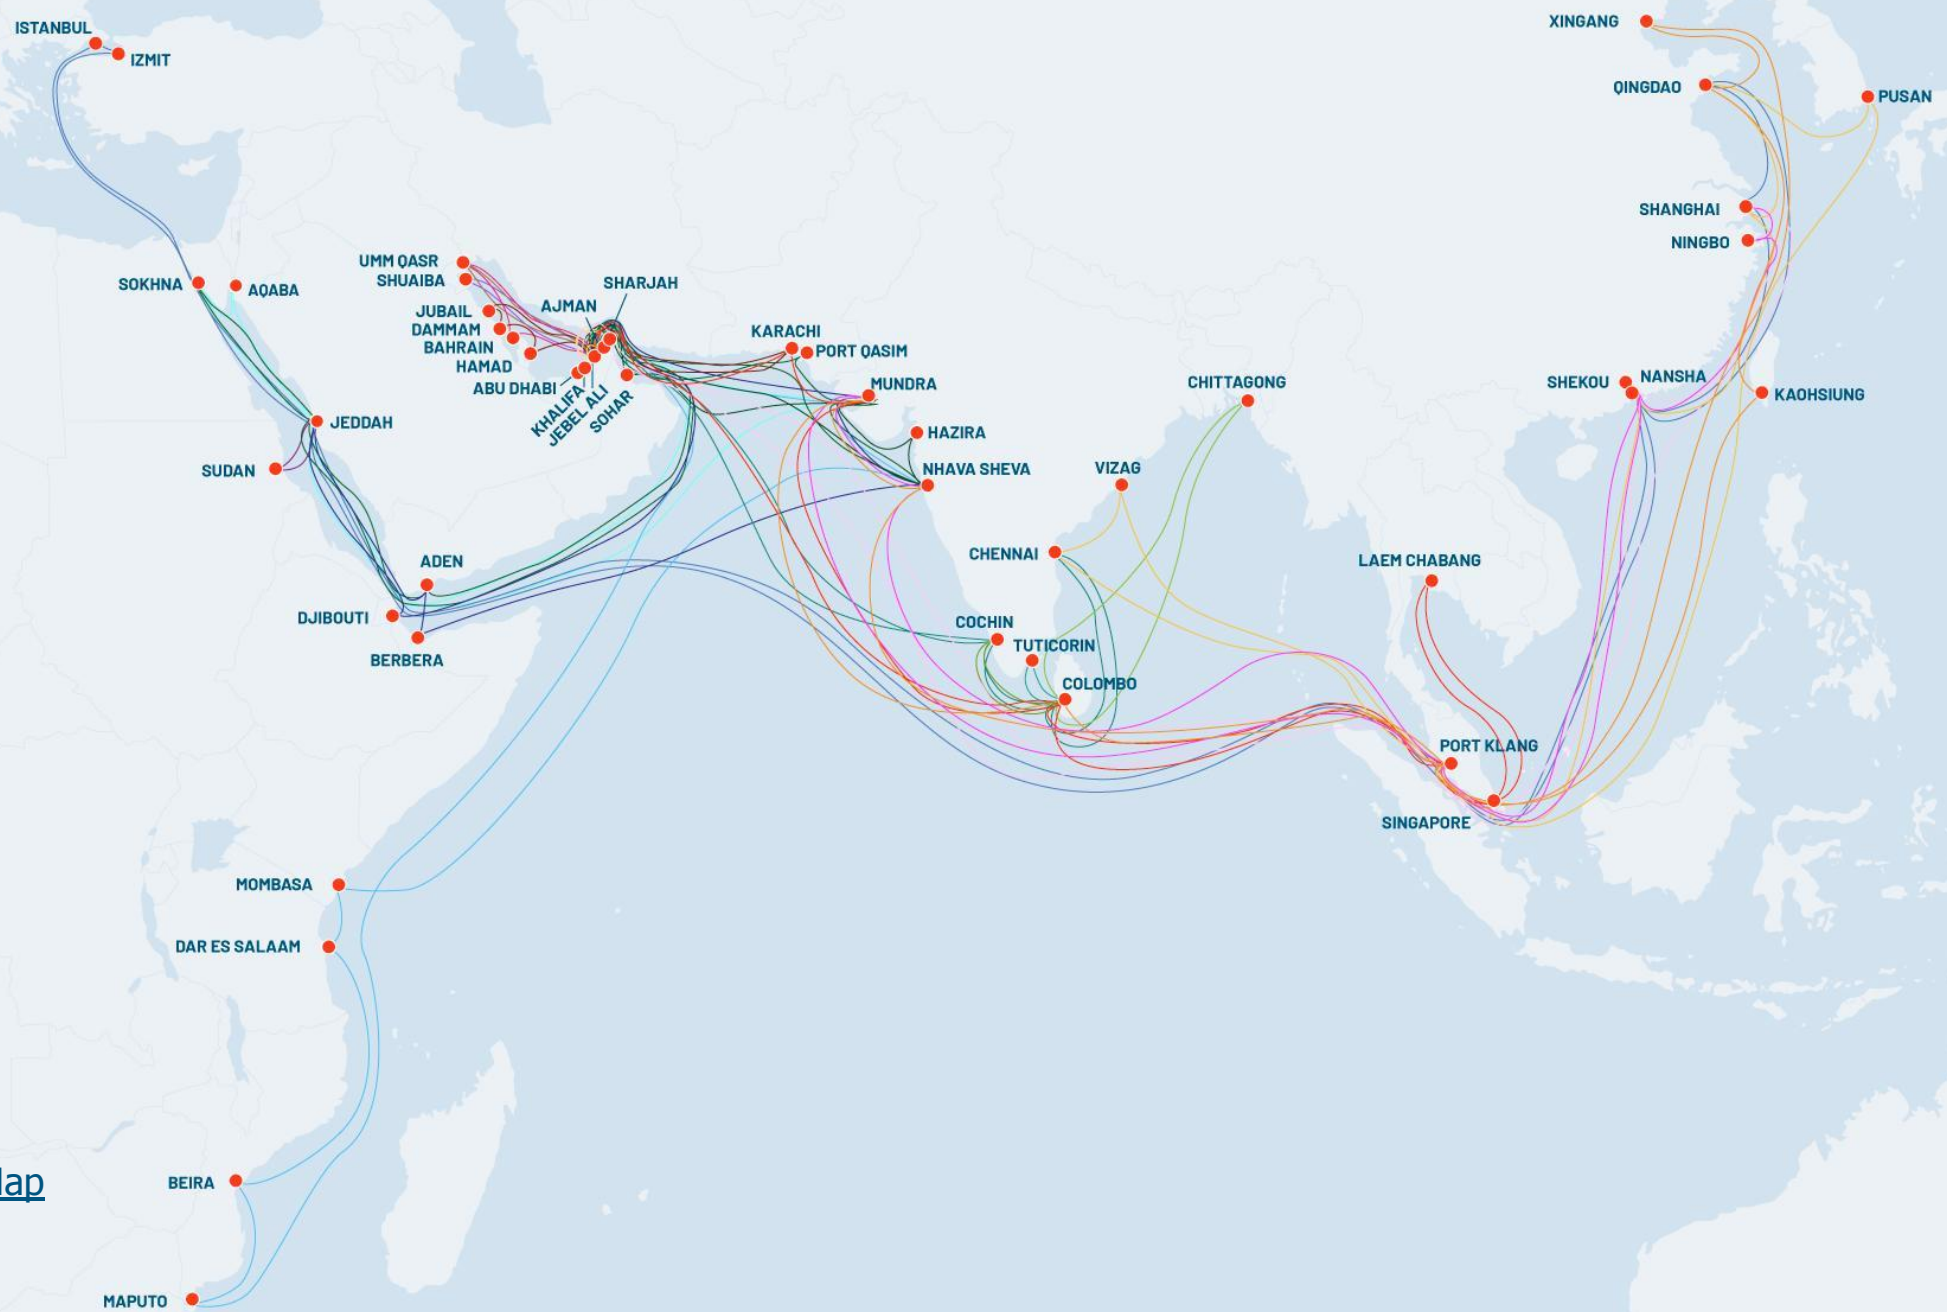 ISTANBUL
IZMIT
XINGANG
QINGDAO
PUSAN
SHANGHAI
NINGBO
UMM QASR
SHUAIBA
SHARJAH
SOKHNA
AQABA
AJMAN
JUBAIL
DAMMAM
BAHRAIN
HAMAD
ABU DHABI
KHALIFA
JEBEL ALI
SOHAR
KARACHI
PORT QASIM
MUNDRA
CHITTAGONG
SHEKOU
NANSHA
KAOHSIUNG
JEDDAH
HAZIRA
SUDAN
NHAVA SHEVA
VIZAG
ADEN
CHENNAI
LAEM CHABANG
DJIBOUTI
COCHIN
TUTICORIN
BERBERA
COLOMBO
PORT KLANG
SINGAPORE
MOMBASA
DAR ES SALAAM
BEIRA
MAPUTO